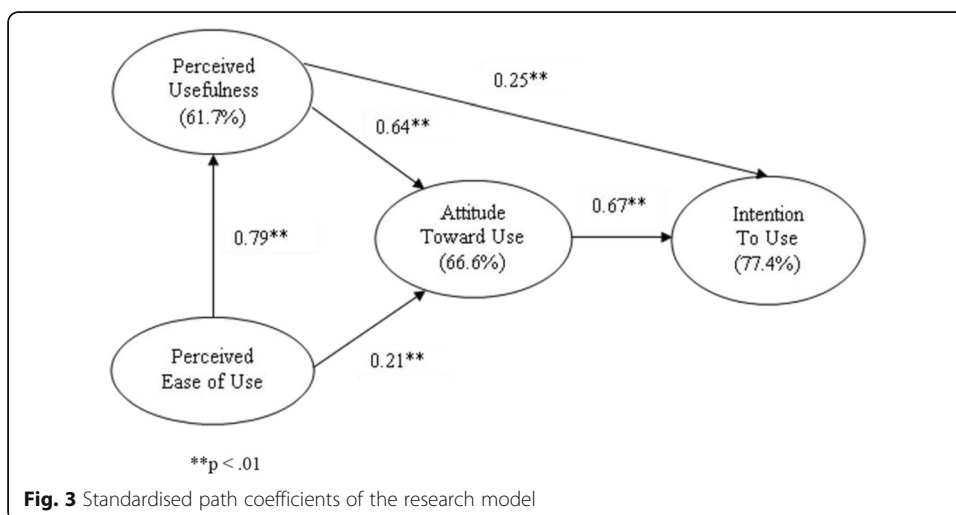 Perceived
Usefulness
(61.7%)
0.25**
0.64**
0.79**
Attitude
Toward Use
(66.6%)
0.67**
Intention
To Use
(77.4%)
Perceived
Ease of Use
0.21**
**p < .01
Fig. 3 Standardised path coefficients of the research model